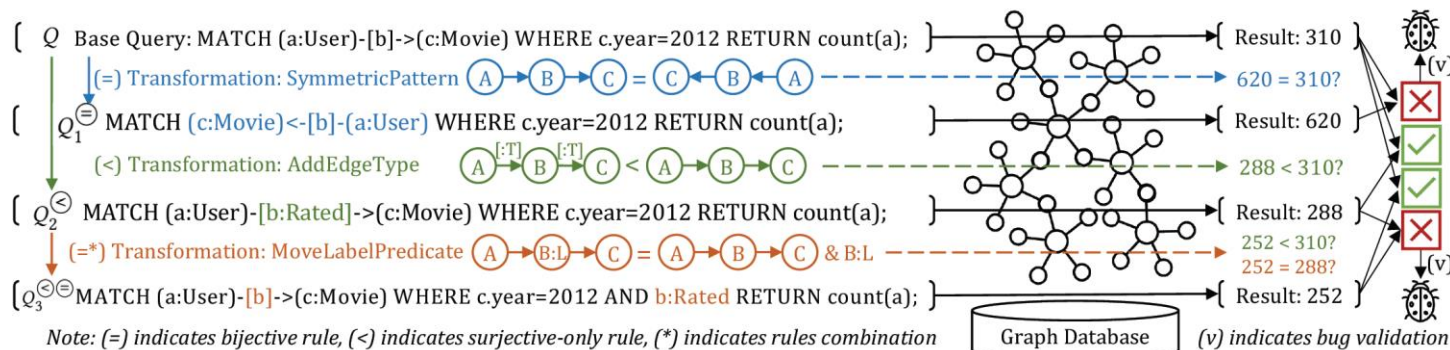 { Q Base Query: MATCH (a:User)-[b]->(c:Movie) WHERE c.year=2012 RETURN count(a); } { Result: 310 }
(=) Transformation: SymmetricPattern A B C = C B A 620 = 310?
(v)
{ Q1(=) MATCH (c:Movie)<-[b]-(a:User) WHERE c.year=2012 RETURN count(a); } { Result: 620 }
[:T] [:T]
(<) Transformation: AddEdgeType A B C < A B C 288 < 310?
{ Q2(<) MATCH (a:User)-[b:Rated]->(c:Movie) WHERE c.year=2012 RETURN count(a); } { Result: 288 }
252 < 310?
(=*) Transformation: MoveLabelPredicate A B:L C = A B C & B:L
252 = 288?
(v)
{ Q3(<)(=) MATCH (a:User)-[b]->(c:Movie) WHERE c.year=2012 AND b:Rated RETURN count(a); } { Result: 252 }
Note: (=) indicates bijective rule, (<) indicates surjective-only rule, (*) indicates rules combination Graph Database (v) indicates bug validation